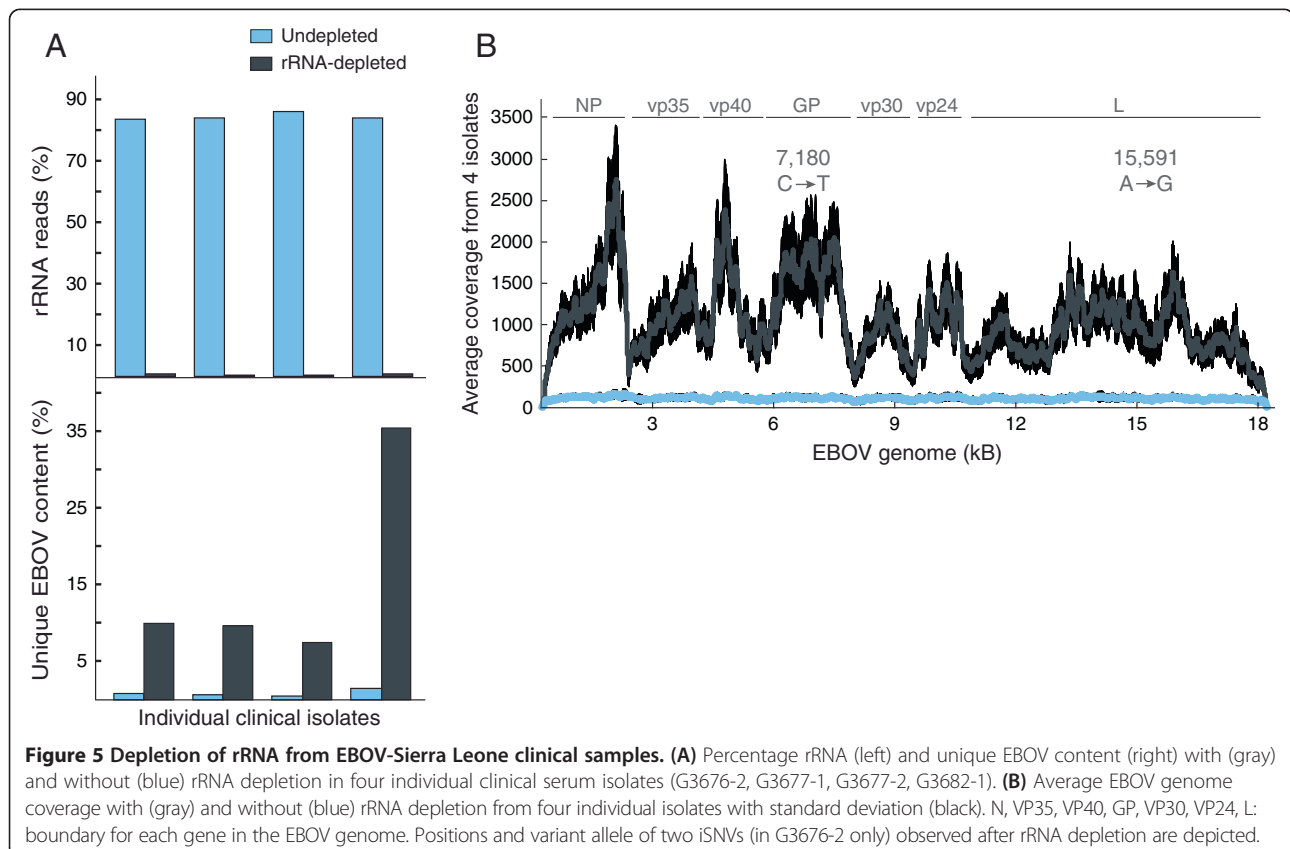 A
Undepleted
rRNA-depleted
rRNA reads (%)
90
70
50
30
10
Unique EBOV content (%)
35
25
15
5
Individual clinical isolates
B
NP vp35 vp40 GP vp30 vp24 L
Average coverage from 4 isolates
3500
3000
2500
2000
1500
1000
500
0
7,180
C→T
15,591
A→G
3 6 9 12 15 18
EBOV genome (kB)
Figure 5 Depletion of rRNA from EBOV-Sierra Leone clinical samples. (A) Percentage rRNA (left) and unique EBOV content (right) with (gray)
and without (blue) rRNA depletion in four individual clinical serum isolates (G3676-2, G3677-1, G3677-2, G3682-1). (B) Average EBOV genome
coverage with (gray) and without (blue) rRNA depletion from four individual isolates with standard deviation (black). N, VP35, VP40, GP, VP30, VP24, L:
boundary for each gene in the EBOV genome. Positions and variant allele of two iSNVs (in G3676-2 only) observed after rRNA depletion are depicted.